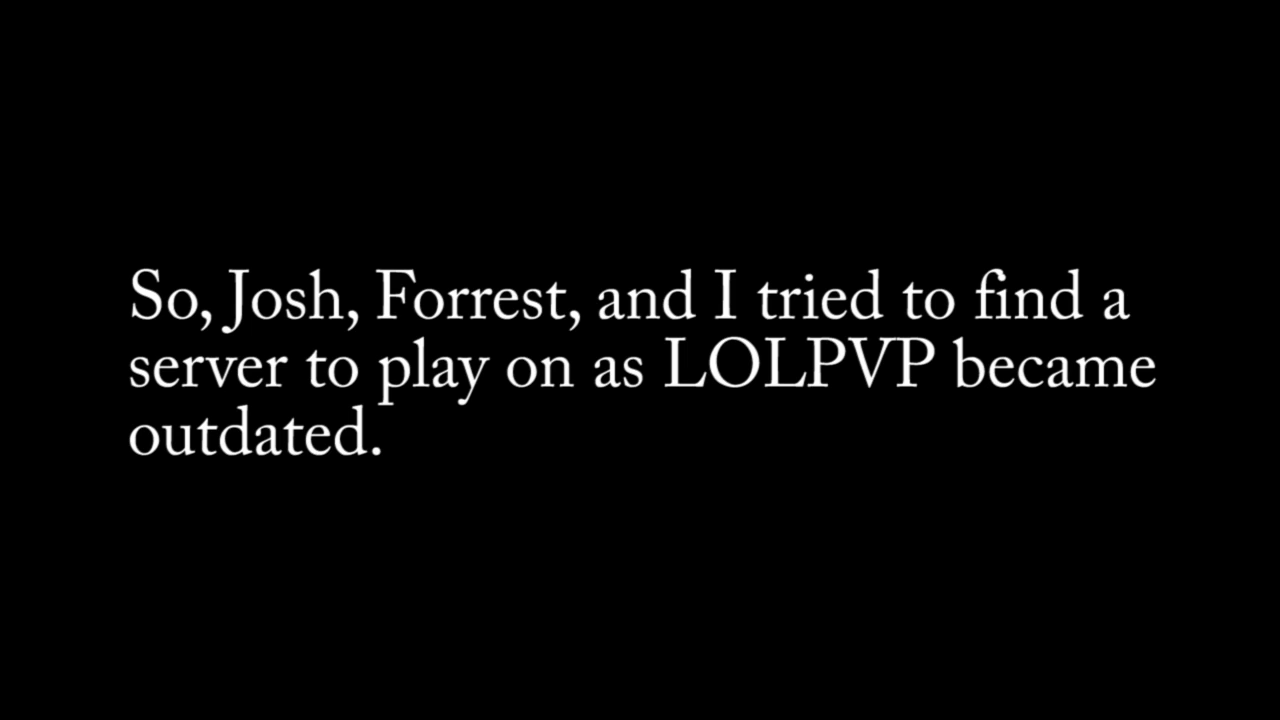 So, Josh, Forrest, and I tried to find a
server to play on as LOLPVP became
outdated.